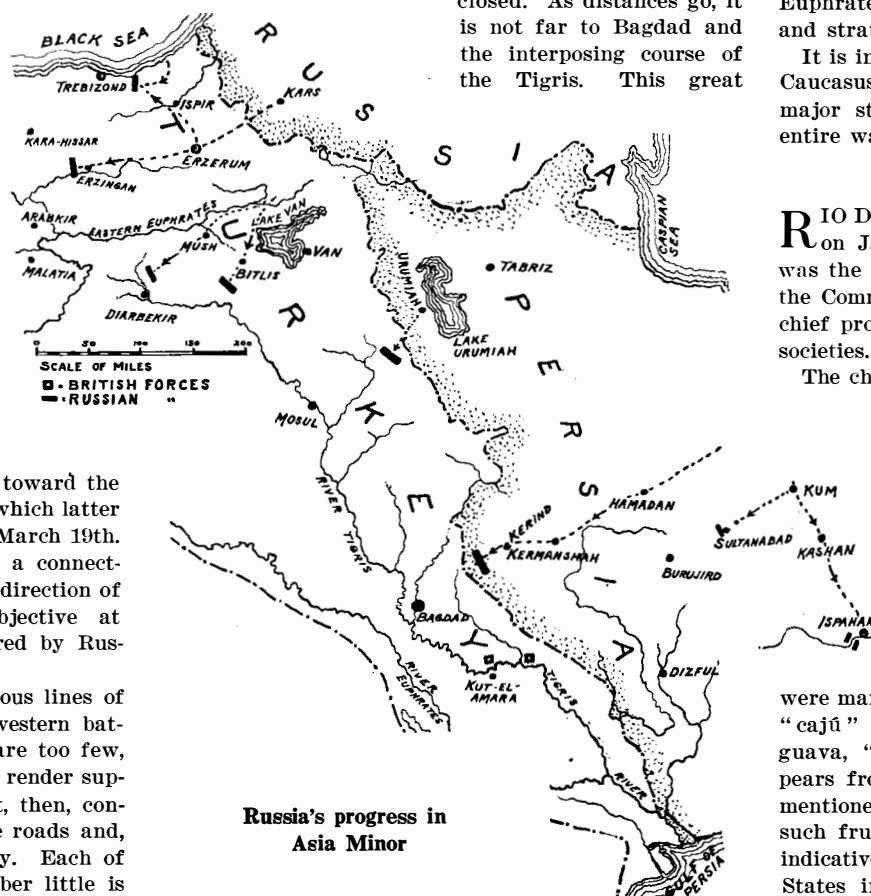 closed. As distances go, it
is not far to Bagdad and
the interposing course of
the Tigris. This great
Euphrate
and strat
It is in
Caucasus
major st
entire wa
RIO D
on J
was the
the Com
chief pro
societies.
The ch
BLACK SEA
RUSSIA
TREBIZOND
ISPIR
KARS
KARA-HISSAR
ERZERUM
ERZINGAN
CASPIAN SEA
ARABKIR
EASTERN EUPHRATES
LAKE VAN
MUSH
VAN
BITLIS
MALATIA
DIARBEKIR
TURKEY
URUMIAH
TABRIZ
LAKE
URUMIAH
PERSIA
0 50 100 150 200
SCALE OF MILES
- BRITISH FORCES
- RUSSIAN "
MOSUL
RIVER TIGRIS
HAMADAN
KERIND
KERMANSHAH
KUM
SULTANABAD
KASHAN
BURUJIRD
ISPAHAN
BAGDAD
DIZFUL
RIVER
EUPHRATES
KUT-EL-
AMARA
TIGRIS
RIVER
GULF OF
PERSIA
toward the
which latter
March 19th.
a connect-
direction of
bjective at
red by Rus-
ous lines of
western bat-
are too few,
render sup-
t, then, con-
e roads and,
y. Each of
ber little is
Russia's progress in
Asia Minor
were mar
"cajú"
guava, "
pears fro
mentione
such fru
indicative
States in